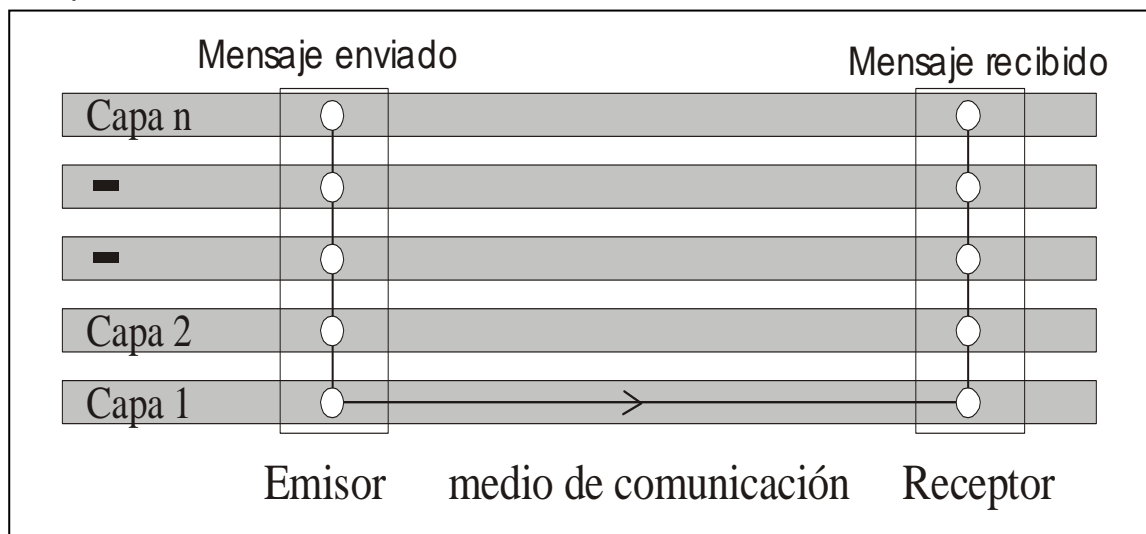 Mensaje enviado
Mensaje recibido
Capa n
-
-
Capa 2
Capa 1
Emisor
medio de comunicación
Receptor